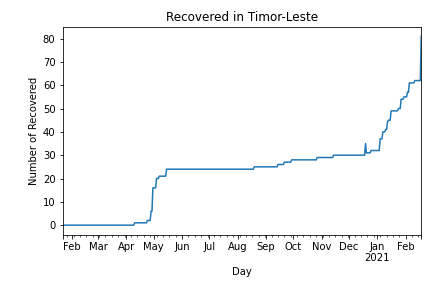 Recovered in Timor-Leste
Number of Recovered
80
70
60
50
40
30
20
10
0
Feb Mar Apr May Jun Jul Aug Sep Oct Nov Dec Jan Feb
2021
Day